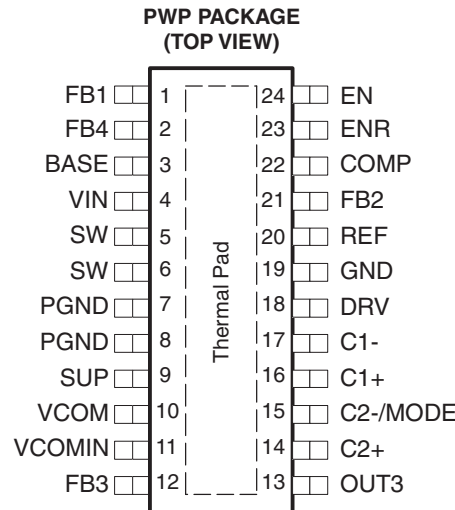 PWP PACKAGE
(TOP VIEW)
FB1 1 24 EN
FB4 2 23 ENR
BASE 3 22 COMP
VIN 4 21 FB2
SW 5 20 REF
SW 6 19 GND
PGND 7 18 DRV
PGND 8 17 C1-
SUP 9 16 C1+
VCOM 10 15 C2-/MODE
VCOMIN 11 14 C2+
FB3 12 13 OUT3
Thermal Pad